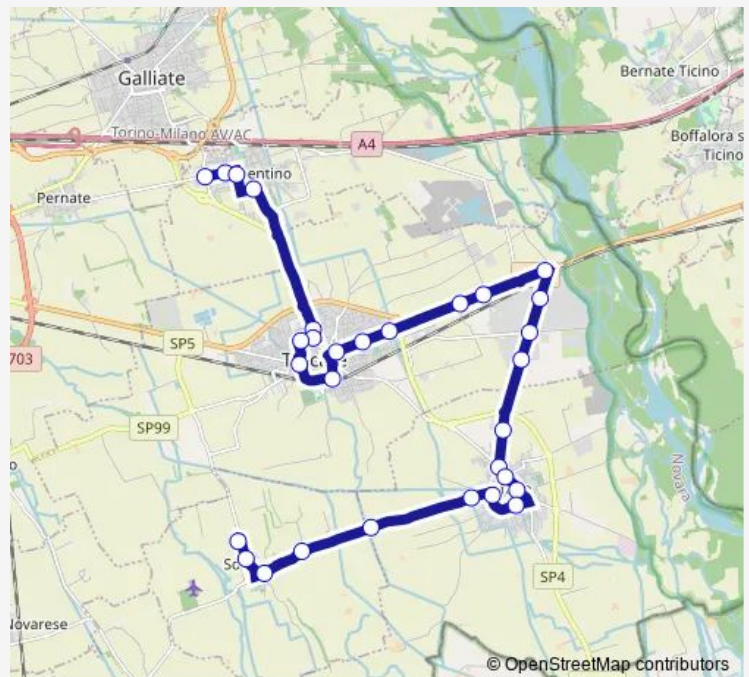 Galliate
Bernate Ticino
Torino-Milano AV/AC
A4
Boffalora s
Ticino
entino
Pernate
SP5
703
SP99
Novara
SP4
ovarese
© OpenStreetMap contributors